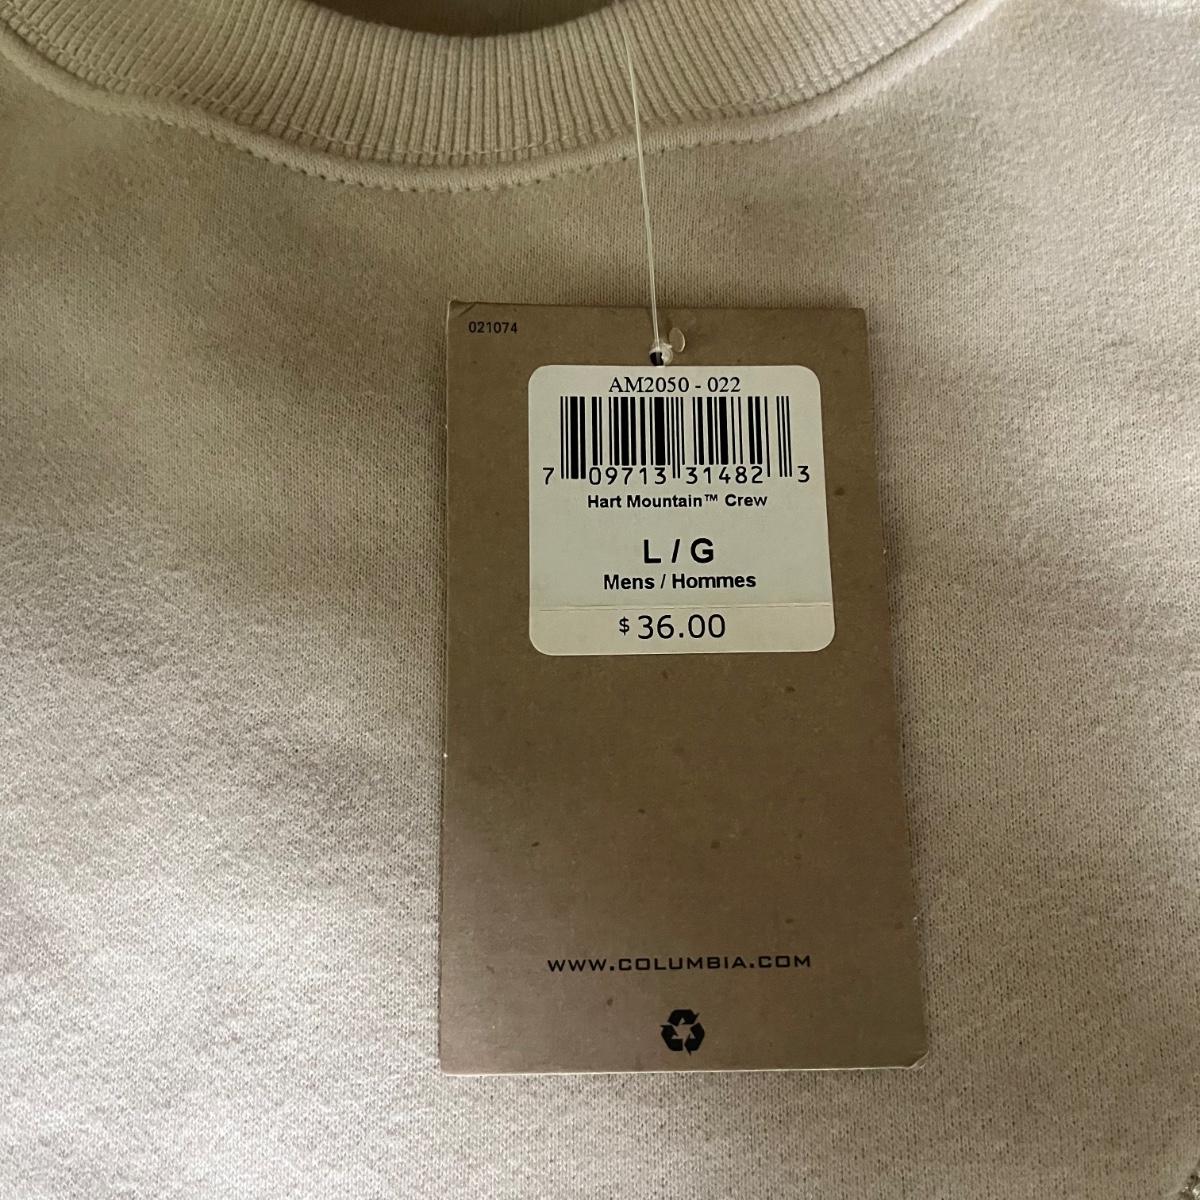 021074
AM2050 - 022
7 09713 31482 3
Hart Mountain™ Crew
L / G
Mens / Hommes
$36.00
WWW.COLUMBIA.COM